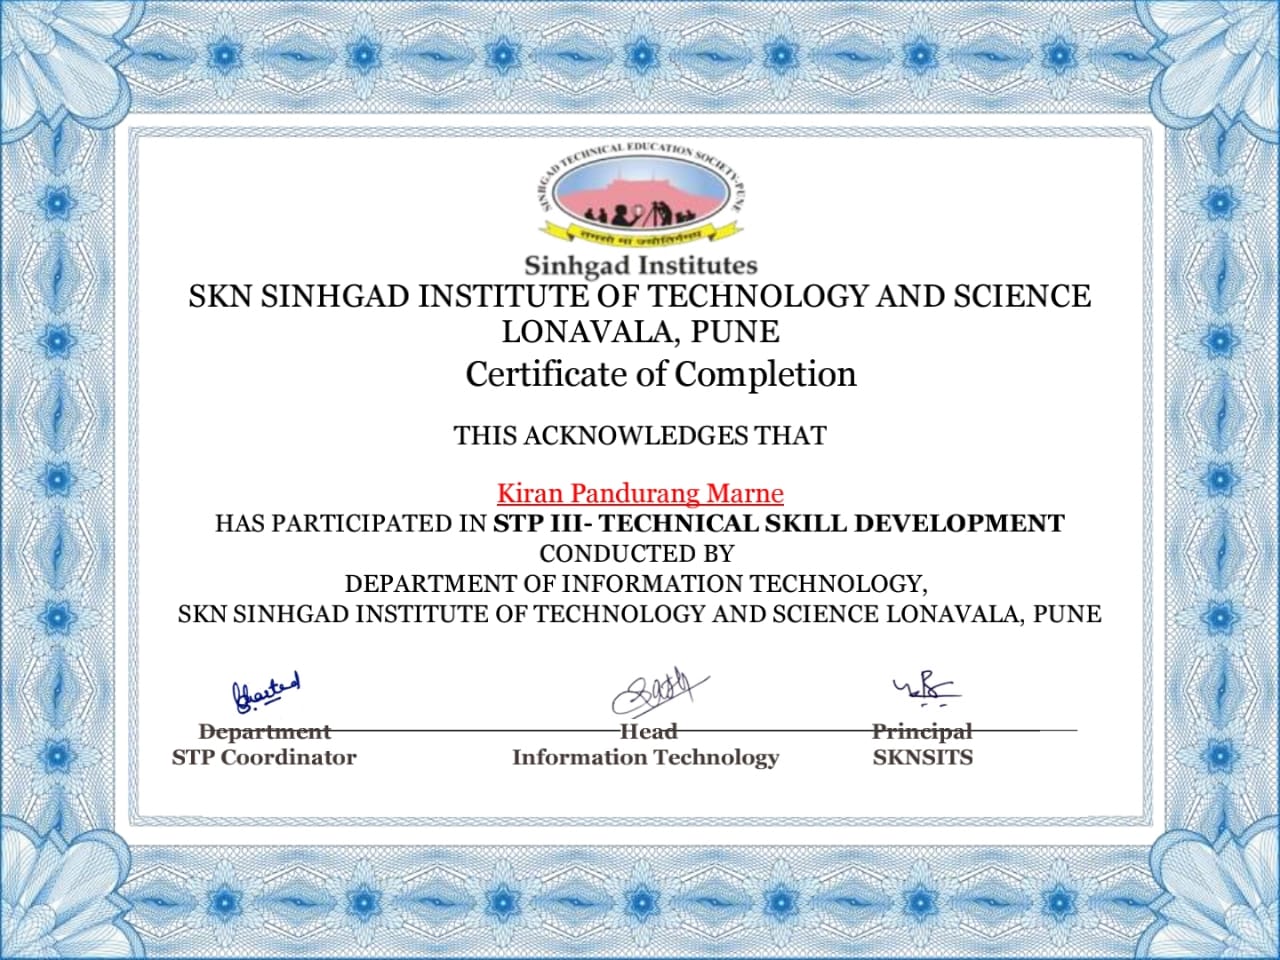 SINHGAD TECHNICAL EDUCATION SOCIETY-PUNE
तमसो मा ज्योतिर्गमय
Sinhgad Institutes
SKN SINHGAD INSTITUTE OF TECHNOLOGY AND SCIENCE
LONAVALA, PUNE
Certificate of Completion
THIS ACKNOWLEDGES THAT
Kiran Pandurang Marne
HAS PARTICIPATED IN STP III- TECHNICAL SKILL DEVELOPMENT
CONDUCTED BY
DEPARTMENT OF INFORMATION TECHNOLOGY,
SKN SINHGAD INSTITUTE OF TECHNOLOGY AND SCIENCE LONAVALA, PUNE
Department Head Principal
STP Coordinator Information Technology SKNSITS